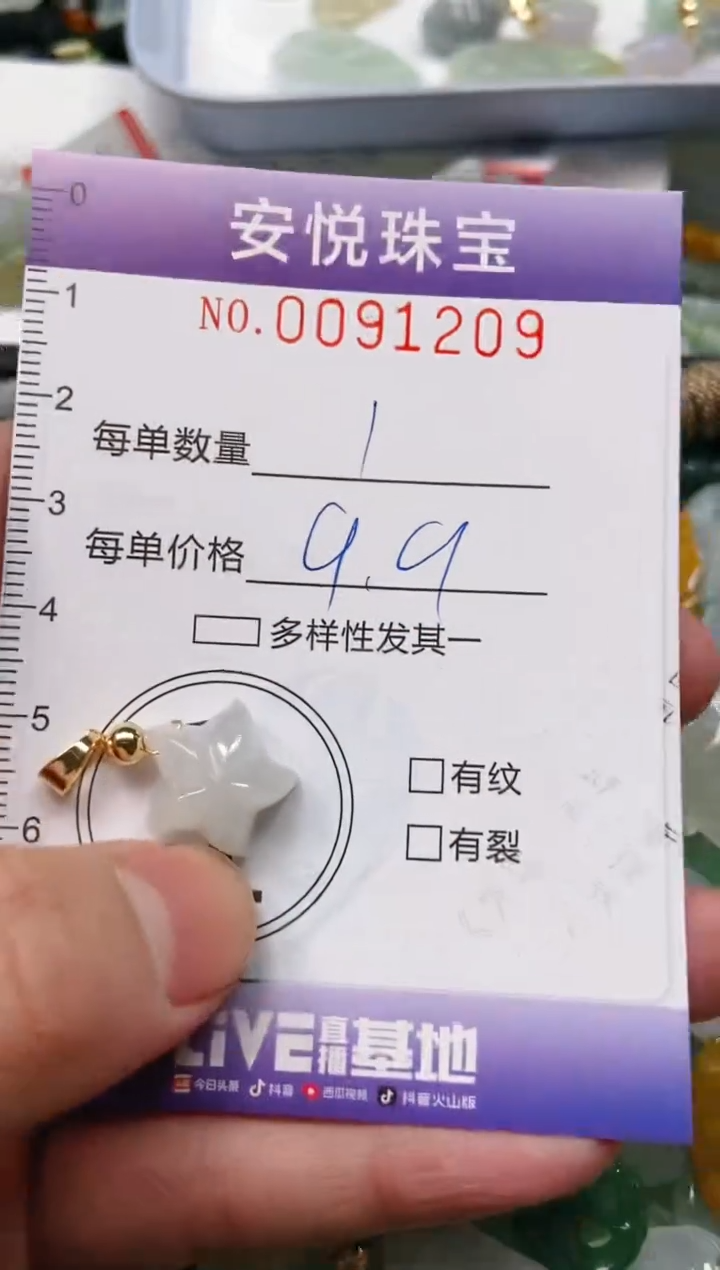 安悦珠宝
NO.0091209
每单数量 1
每单价格 9.9
多样性发其一
有纹
有裂
LiVE直播基地
今日头条 抖音 西瓜视频 抖音火山版
0
1
2
3
4
5
6